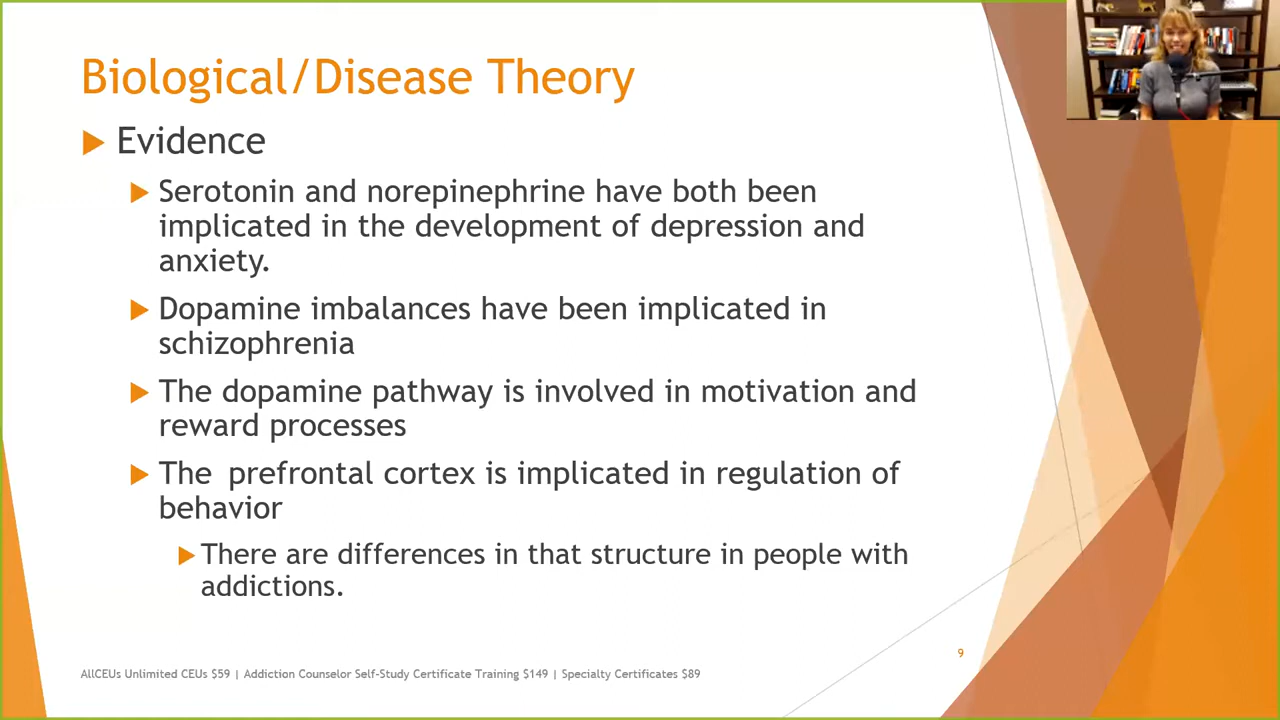 Biological/Disease Theory
Evidence
Serotonin and norepinephrine have both been
implicated in the development of depression and
anxiety.
Dopamine imbalances have been implicated in
schizophrenia
The dopamine pathway is involved in motivation and
reward processes
The  prefrontal cortex is implicated in regulation of
behavior
There are differences in that structure in people with
addictions.
9
AllCEUs Unlimited CEUs $59 | Addiction Counselor Self-Study Certificate Training $149 | Specialty Certificates $89